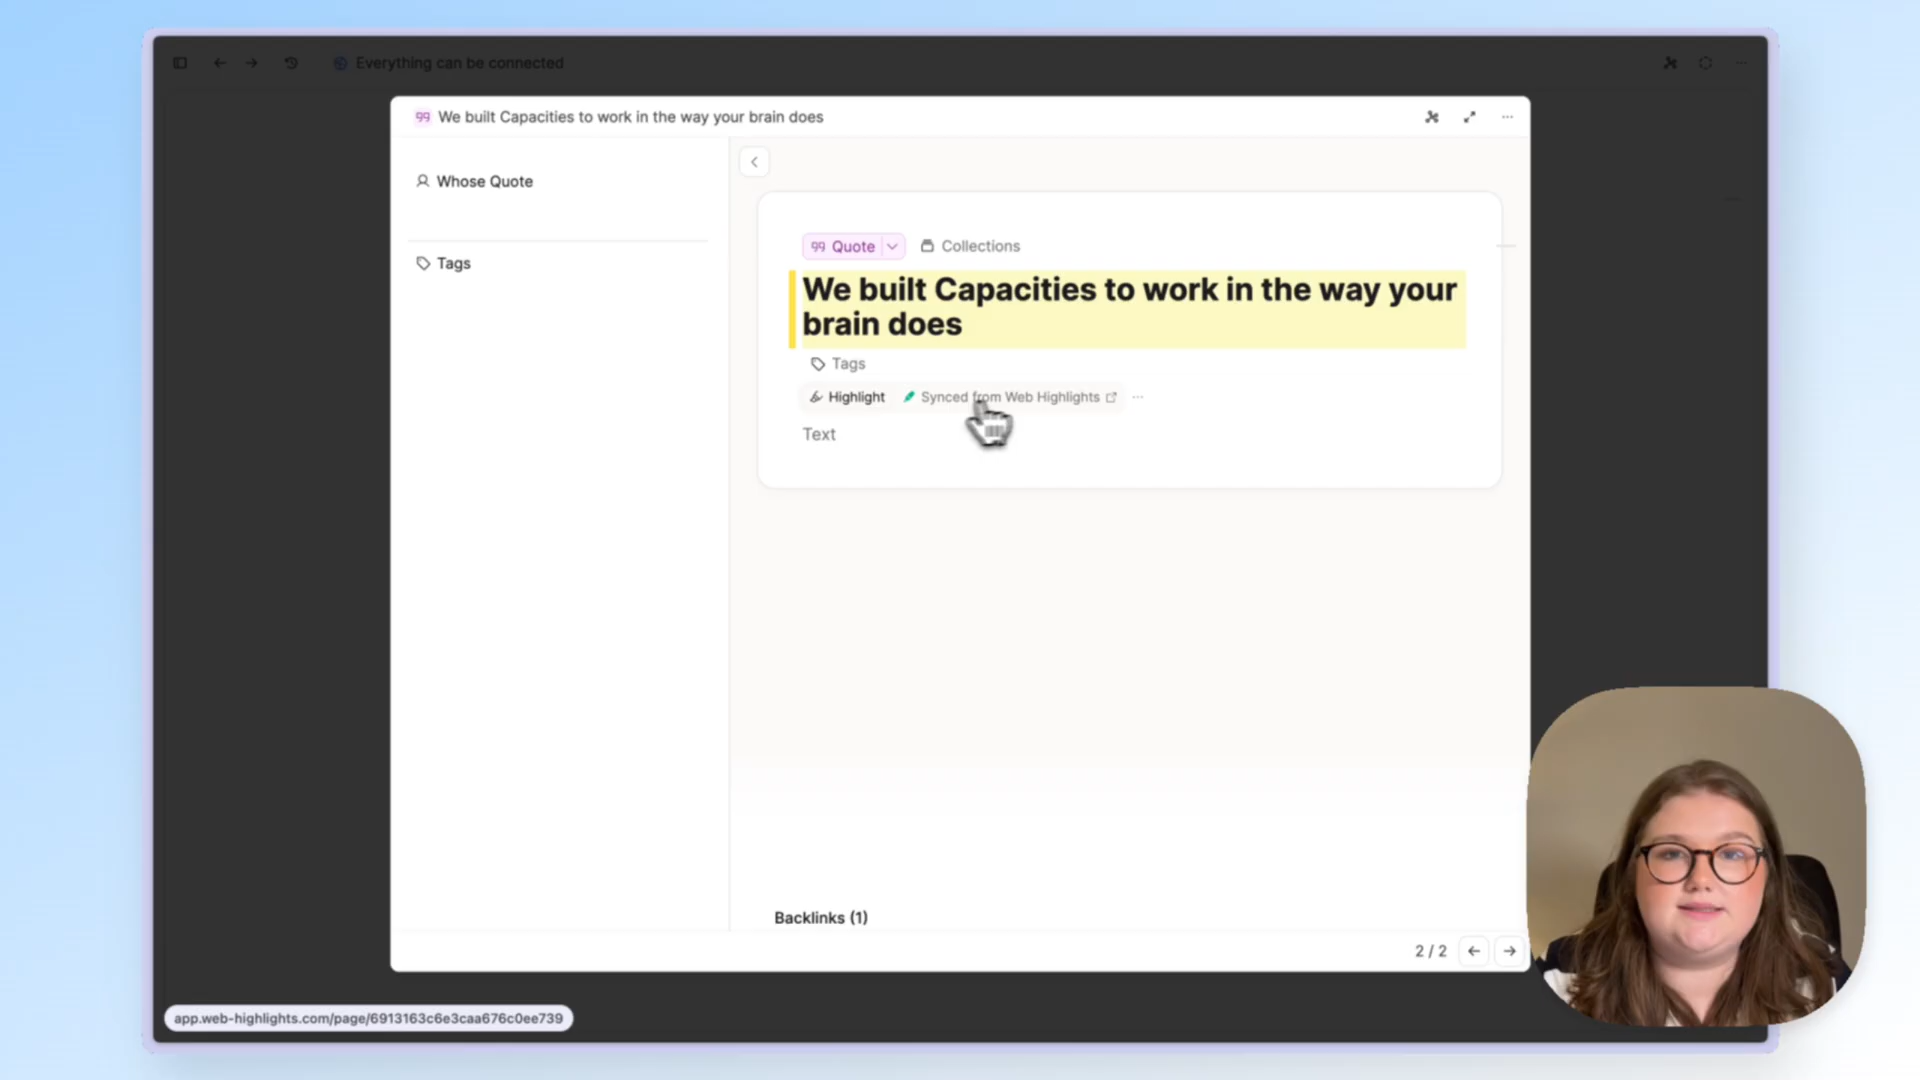 Everything can be connected
We built Capacities to work in the way your brain does
Whose Quote
Tags
Quote
Collections
We built Capacities to work in the way your
brain does
Tags
Highlight
Synced from Web Highlights
Text
Backlinks (1)
2 / 2
app.web-highlights.com/page/6913163c6e3caa676c0ee739